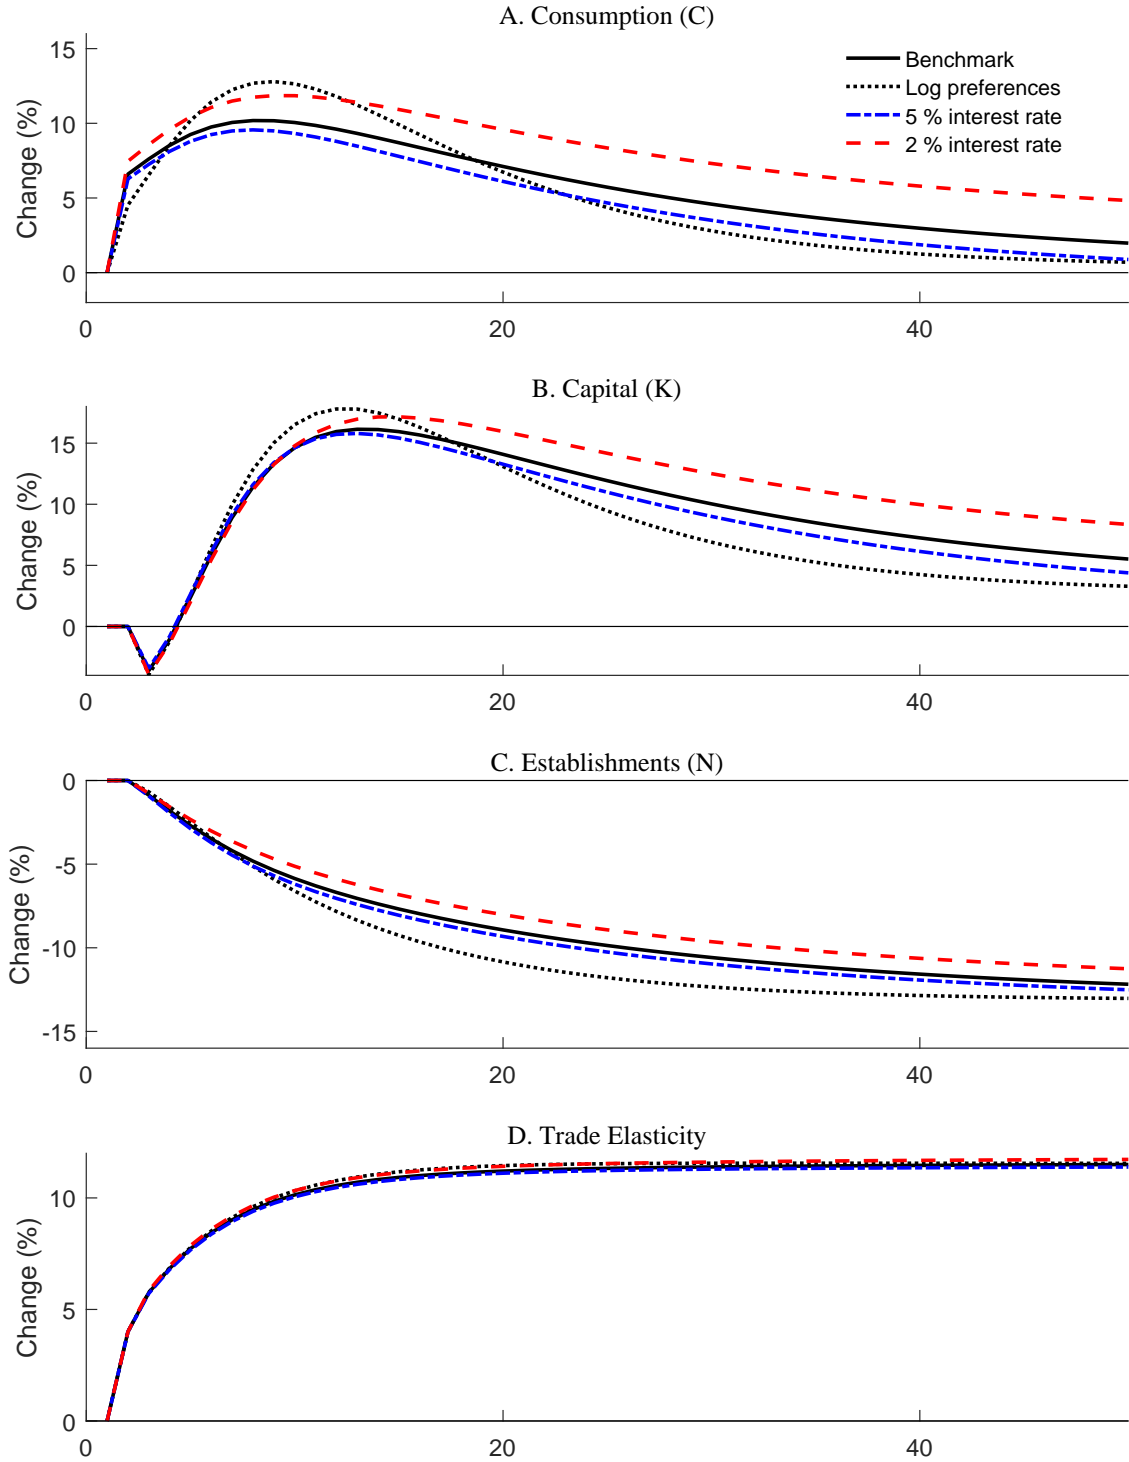 A. Consumption (C)
15
10
5
0
Change (%)
Benchmark
Log preferences
5 % interest rate
2 % interest rate
0
20
40
B. Capital (K)
15
10
5
0
Change (%)
0
20
40
C. Establishments (N)
0
-5
-10
-15
Change (%)
0
20
40
D. Trade Elasticity
10
5
0
Change (%)
0
20
40